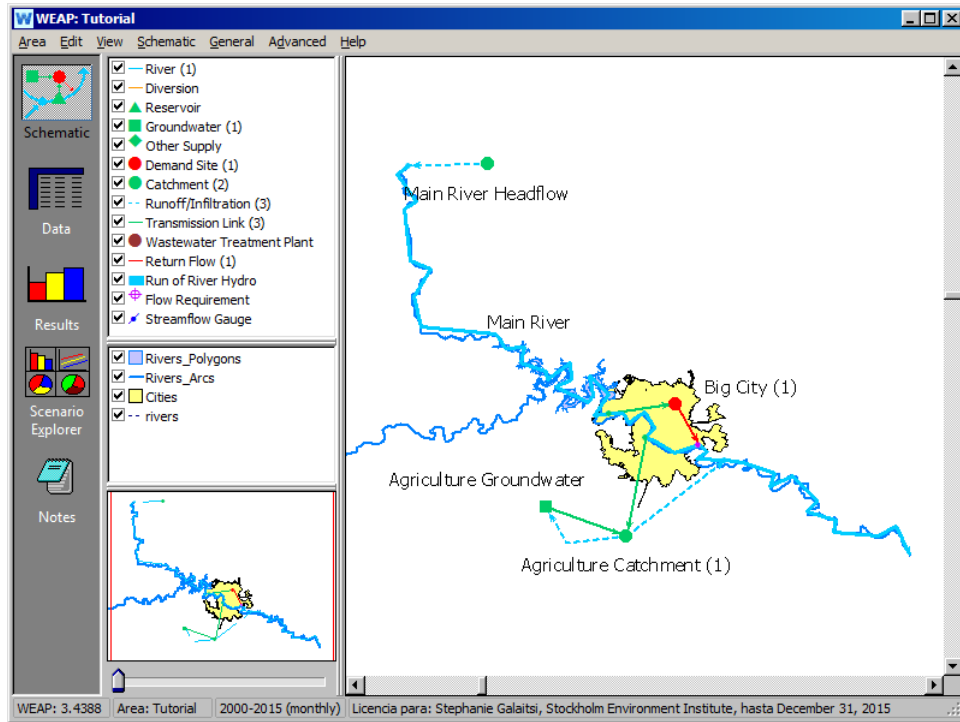 WEAP: Tutorial
Area Edit View Schematic General Advanced Help
Schematic
Data
Results
Scenario
Explorer
Notes
River (1)
Diversion
Reservoir
Groundwater (1)
Other Supply
Demand Site (1)
Catchment (2)
Runoff/Infiltration (3)
Transmission Link (3)
Wastewater Treatment Plant
Return Flow (1)
Run of River Hydro
Flow Requirement
Streamflow Gauge
Rivers_Polygons
Rivers_Arcs
Cities
rivers
Main River Headflow
Main River
Big City (1)
Agriculture Groundwater
Agriculture Catchment (1)
WEAP: 3.4388 Area: Tutorial 2000-2015 (monthly) Licencia para: Stephanie Galaitsi, Stockholm Environment Institute, hasta December 31, 2015